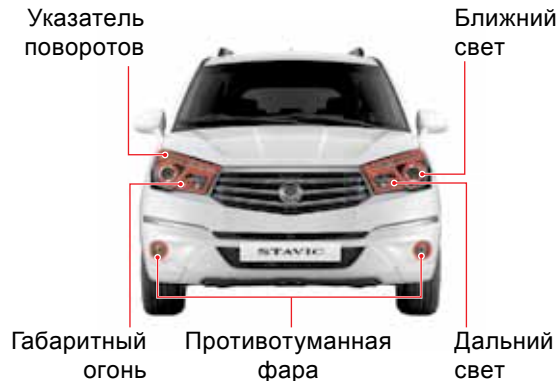 Указатель
поворотов
Ближний
свет
STAVIC
Габаритный
огонь
Противотуманная
фара
Дальний
свет